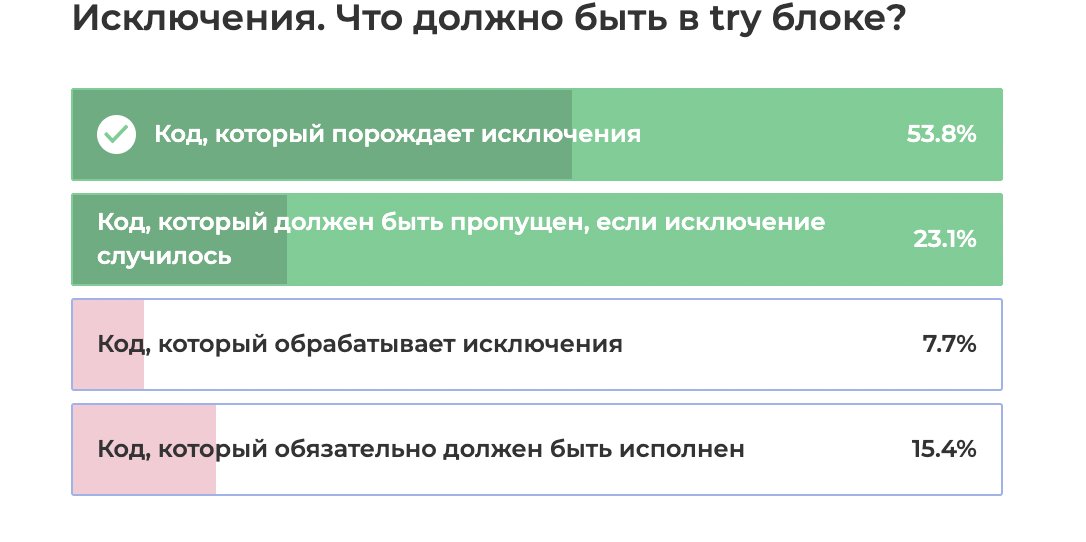 Исключения. Что должно быть в try блоке?
Код, который порождает исключения
53.8%
Код, который должен быть пропущен, если исключение
случилось
23.1%
Код, который обрабатывает исключения
7.7%
Код, который обязательно должен быть исполнен
15.4%